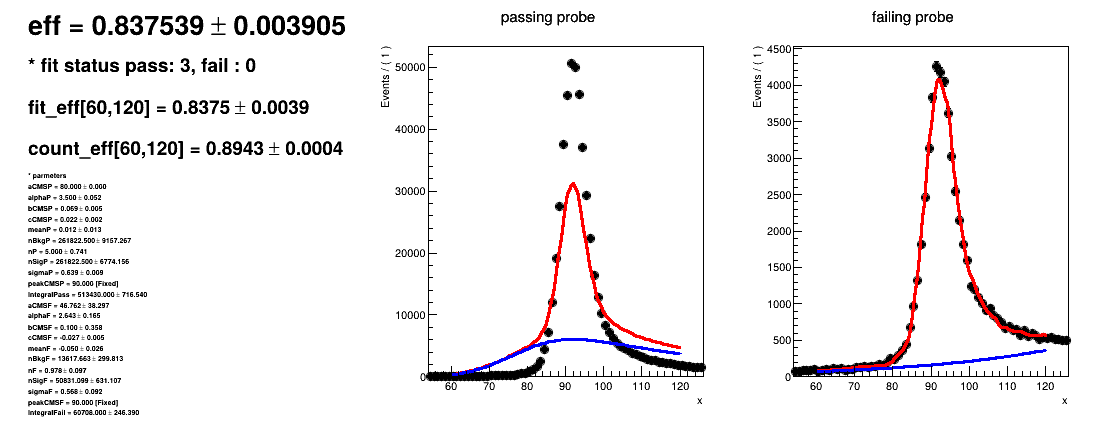 eff = 0.837539 ± 0.003905
* fit status pass: 3, fail : 0
fit_eff[60,120] = 0.8375 ± 0.0039
count_eff[60,120] = 0.8943 ± 0.0004
* parmeters
aCMSP = 80.000 ± 0.000
alphaP = 3.500 ± 0.052
bCMSP = 0.069 ± 0.005
cCMSP = 0.022 ± 0.002
meanP = 0.012 ± 0.013
nBkgP = 261822.500 ± 9157.267
nP = 5.000 ± 0.741
nSigP = 261822.500 ± 6774.156
sigmaP = 0.639 ± 0.009
peakCMSP = 90.000 [Fixed]
integralPass = 513430.000 ± 716.540
aCMSF = 46.762 ± 38.297
alphaF = 2.643 ± 0.165
bCMSF = 0.100 ± 0.358
cCMSF = -0.027 ± 0.005
meanF = -0.050 ± 0.026
nBkgF = 13617.663 ± 299.813
nF = 0.978 ± 0.097
nSigF = 50831.099 ± 631.107
sigmaF = 0.568 ± 0.092
peakCMSF = 90.000 [Fixed]
integralFail = 60708.000 ± 246.390
passing probe
Events / ( 1 )
50000
40000
30000
20000
10000
0
60 70 80 90 100 110 120
x
failing probe
Events / ( 1 )
4500
4000
3500
3000
2500
2000
1500
1000
500
0
60 70 80 90 100 110 120
x